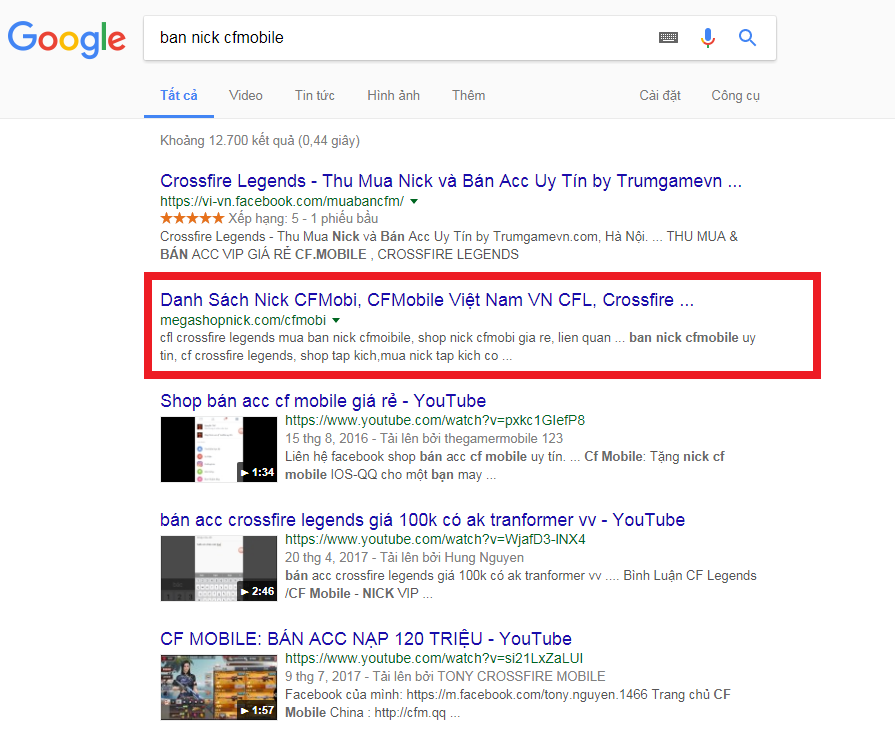 Google
ban nick cfmobile
Tất cả Video Tin tức Hình ảnh Thêm Cài đặt Công cụ
Khoảng 12.700 kết quả (0,44 giây)
Crossfire Legends - Thu Mua Nick và Bán Acc Uy Tín by Trumgamevn ...
https://vi-vn.facebook.com/muabancfm/
Xếp hạng: 5 - 1 phiếu bầu
Crossfire Legends - Thu Mua Nick và Bán Acc Uy Tín by Trumgamevn.com, Hà Nội. ... THU MUA &
BÁN ACC VIP GIÁ RẺ CF.MOBILE , CROSSFIRE LEGENDS
Danh Sách Nick CFMobi, CFMobile Việt Nam VN CFL, Crossfire ...
megashopnick.com/cfmobi
cfl crossfire legends mua ban nick cfmoibile, shop nick cfmobi gia re, lien quan ... ban nick cfmobile uy
tin, cf crossfire legends, shop tap kich,mua nick tap kich co ...
Shop bán acc cf mobile giá rẻ - YouTube
https://www.youtube.com/watch?v=pxkc1GIefP8
15 thg 8, 2016 - Tải lên bởi thegamermobile 123
Liên hệ facebook shop bán acc cf mobile uy tín. ... Cf Mobile: Tặng nick cf
mobile IOS-QQ cho một bạn may ...
1:34
bán acc crossfire legends giá 100k có ak tranformer vv - YouTube
https://www.youtube.com/watch?v=WjafD3-INX4
20 thg 4, 2017 - Tải lên bởi Hung Nguyen
bán acc crossfire legends giá 100k có ak tranformer vv .... Bình Luận CF Legends
/CF Mobile - NICK VIP ...
2:46
CF MOBILE: BÁN ACC NẠP 120 TRIỆU - YouTube
https://www.youtube.com/watch?v=si21LxZaLUI
9 thg 7, 2017 - Tải lên bởi TONY CROSSFIRE MOBILE
Facebook của mình: https://m.facebook.com/tony.nguyen.1466 Trang chủ CF
Mobile China : http://cfm.qq ...
1:57